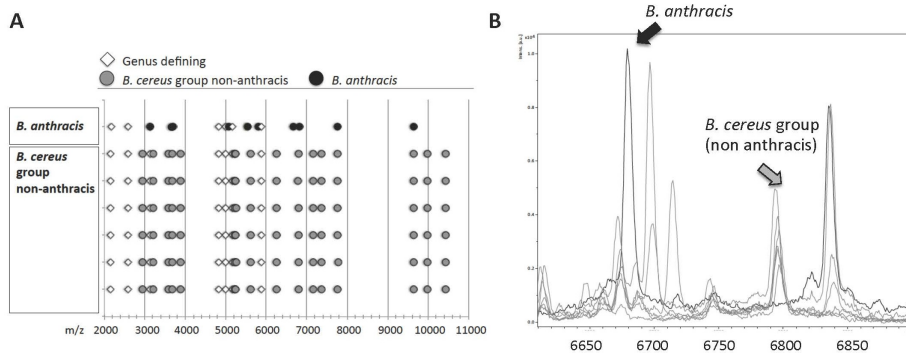 A
Genus defining
B. cereus group non-anthracis
B. anthracis
B. anthracis
B. cereus
group
non-anthracis
m/z
2000 3000 4000 5000 6000 7000 8000 9000 10000 11000
B
B. anthracis
B. cereus group
(non anthracis)
1.0
0.8
0.6
0.4
0.2
0.0
6650 6700 6750 6800 6850